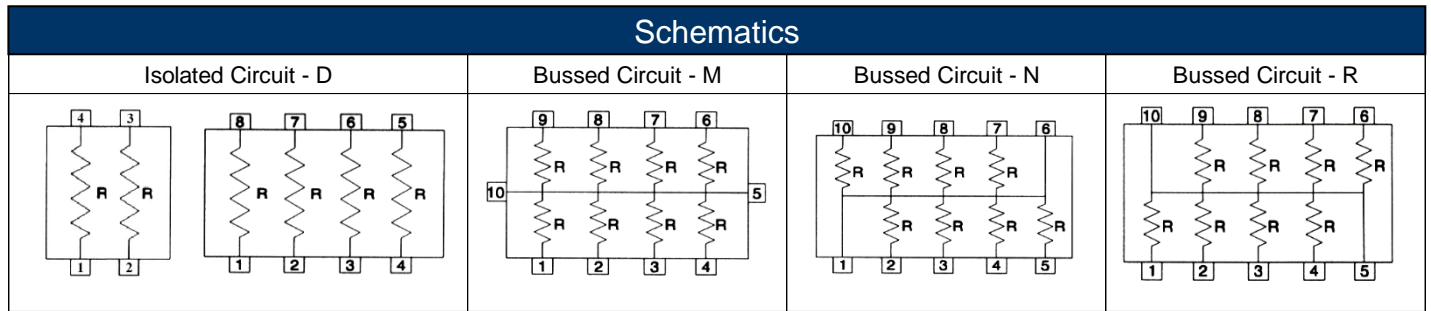 Schematics
Isolated Circuit - D
Bussed Circuit - M
Bussed Circuit - N
Bussed Circuit - R
4 3
R R
1 2
8 7 6 5
R R R R
1 2 3 4
9 8 7 6
R R R R
10 5
R R R R
1 2 3 4
10 9 8 7 6
R R R R
R R R R
1 2 3 4 5
10 9 8 7 6
R R R R
R R R R
1 2 3 4 5